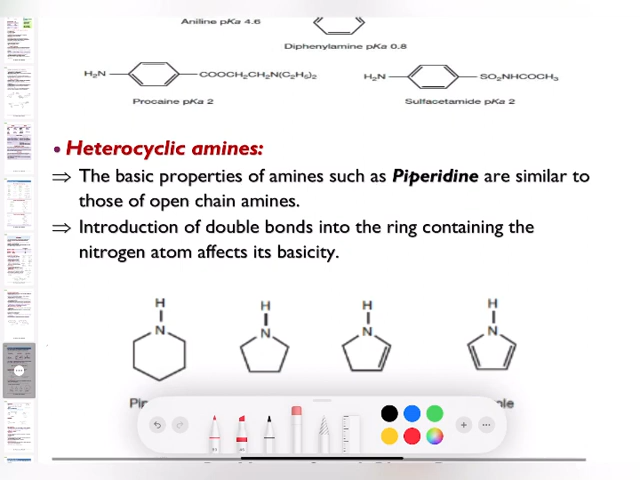 Aniline pKa 4.6
Diphenylamine pKa 0.8
H₂N COOCH₂CH₂N(C₂H₅)₂
H₂N SO₂NHCOCH₃
Procaine pKa 2
Sulfacetamide pKa 2
• Heterocyclic amines:
⇒ The basic properties of amines such as Piperidine are similar to
those of open chain amines.
⇒ Introduction of double bonds into the ring containing the
nitrogen atom affects its basicity.
H H H H
N N N N